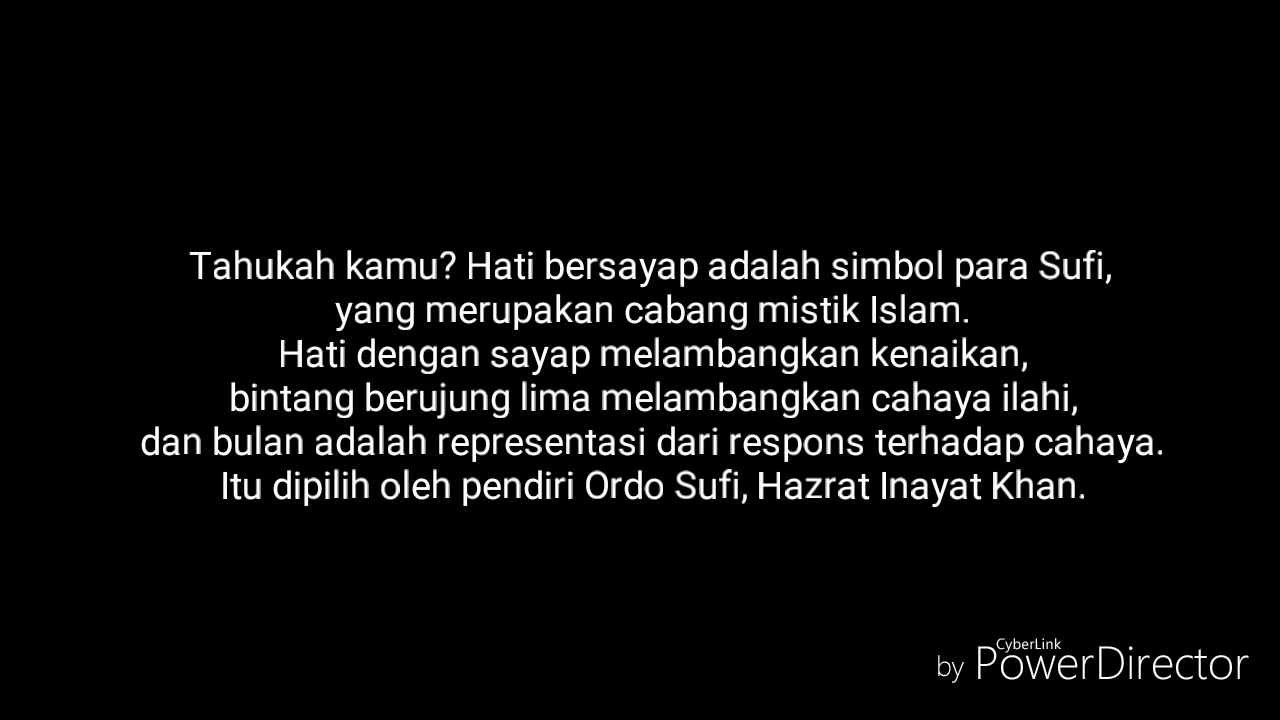 Tahukah kamu? Hati bersayap adalah simbol para Sufi,
yang merupakan cabang mistik Islam.
Hati dengan sayap melambangkan kenaikan,
bintang berujung lima melambangkan cahaya ilahi,
dan bulan adalah representasi dari respons terhadap cahaya.
Itu dipilih oleh pendiri Ordo Sufi, Hazrat Inayat Khan.
CyberLink
by PowerDirector